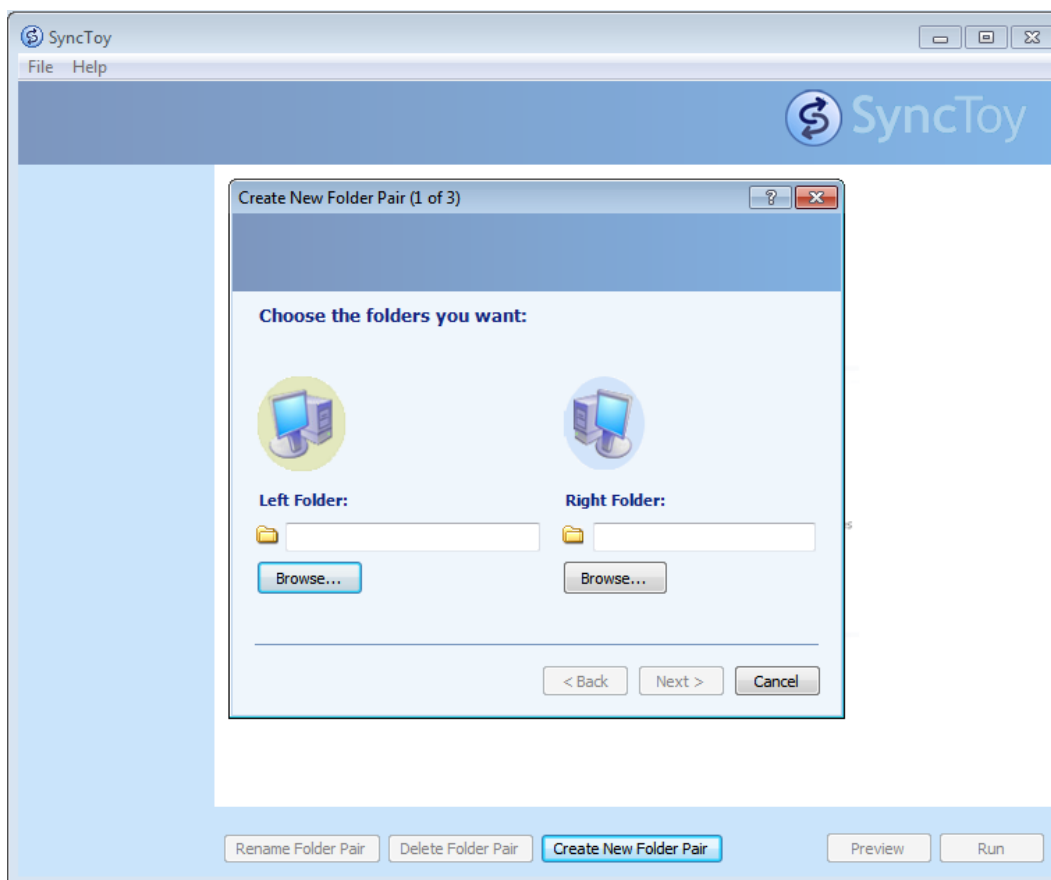 SyncToy
File Help
SyncToy
Create New Folder Pair (1 of 3)
Choose the folders you want:
Left Folder: Right Folder:
Browse... Browse...
< Back Next > Cancel
Rename Folder Pair Delete Folder Pair Create New Folder Pair Preview Run